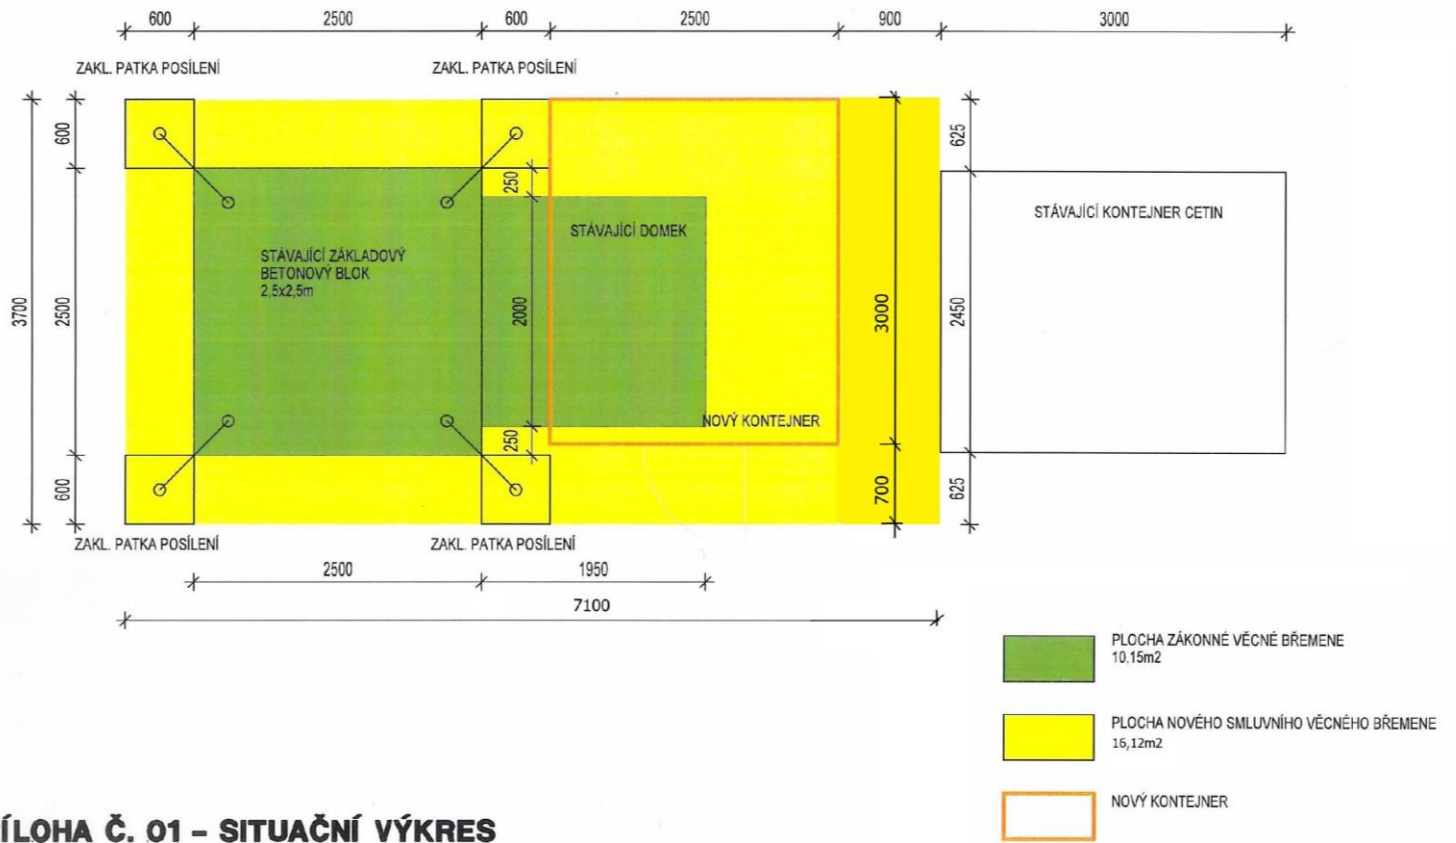 600 2500 600 2500 900 3000
ZAKL. PATKA POSÍLENÍ ZAKL. PATKA POSÍLENÍ
3700
600
2500
600
250
2000
250
STÁVAJÍCÍ ZÁKLADOVÝ
BETONOVÝ BLOK
2,5x2,5m
STÁVAJÍCÍ DOMEK
NOVÝ KONTEJNER
3000
700
625
2450
625
STÁVAJÍCÍ KONTEJNER CETIN
ZAKL. PATKA POSÍLENÍ ZAKL. PATKA POSÍLENÍ
2500 1950
7100
PLOCHA ZÁKONNÉ VĚCNÉ BŘEMENE
10,15m2
PLOCHA NOVÉHO SMLUVNÍHO VĚCNÉHO BŘEMENE
16,12m2
NOVÝ KONTEJNER
ÍLOHA Č. 01 – SITUAČNÍ VÝKRES